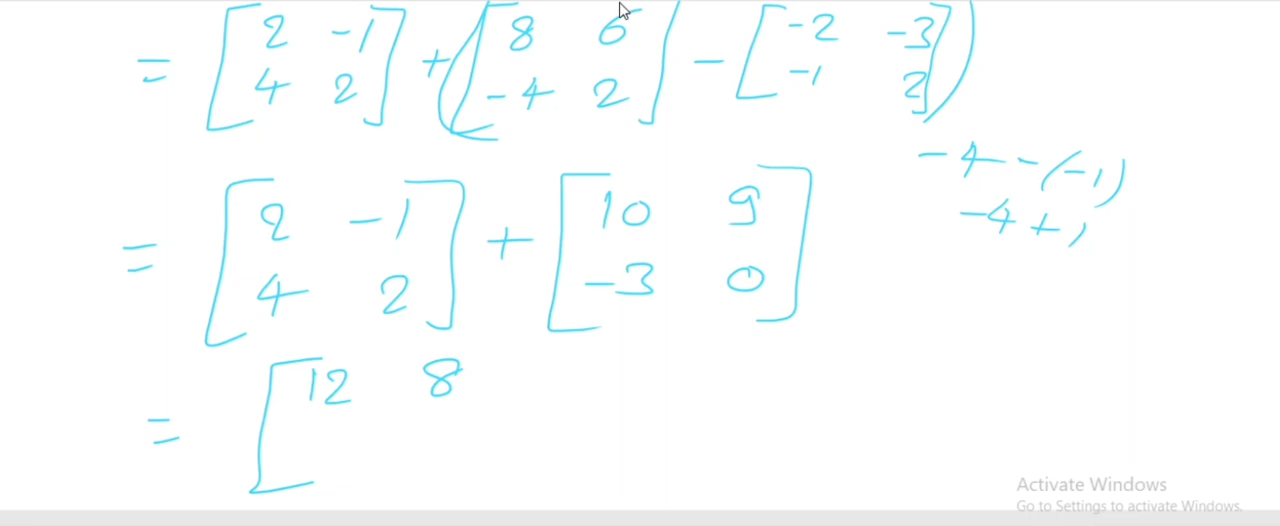 = [ 2 -1 ] + ( [ 8 6 ] - [ -2 -3 ] )
[ 4 2 ] [ -4 2 ] [ -1 2 ]
-4 - (-1)
-4 + 1
= [ 2 -1 ] + [ 10 9 ]
[ 4 2 ] [ -3 0 ]
= [ 12 8
Activate Windows
Go to Settings to activate Windows.